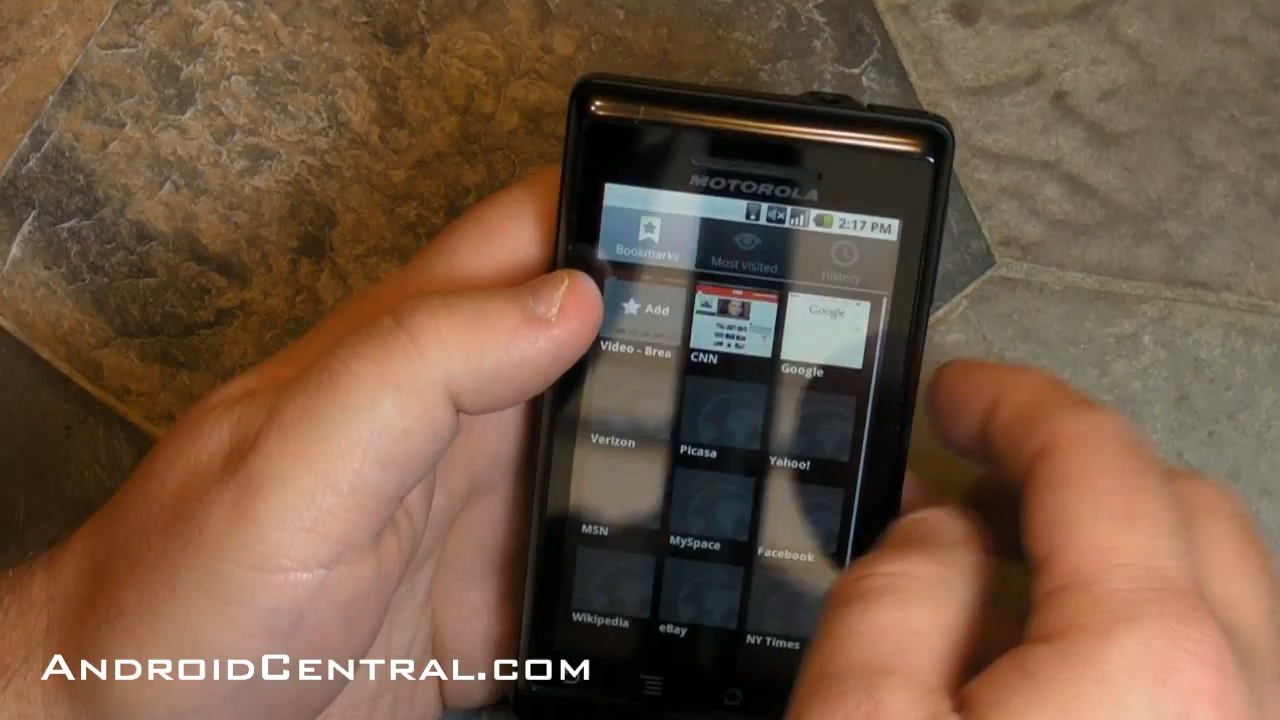 MOTOROLA
2:17 PM
Bookmarks
Most visited
History
Add
Video - Brea
CNN
Google
Google
Verizon
Picasa
Yahoo!
MSN
MySpace
Facebook
Wikipedia
eBay
NY Times
ANDROIDCENTRAL.COM